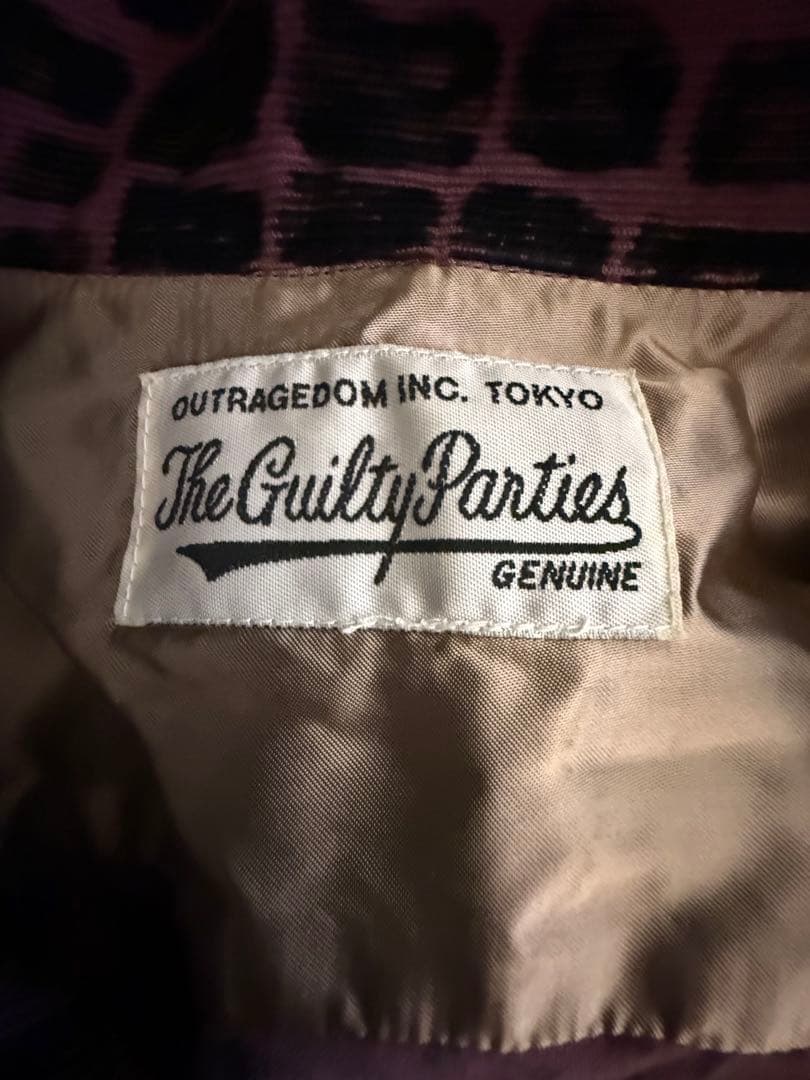 OUTRAGEDOM INC. TOKYO
The Guilty Parties
GENUINE